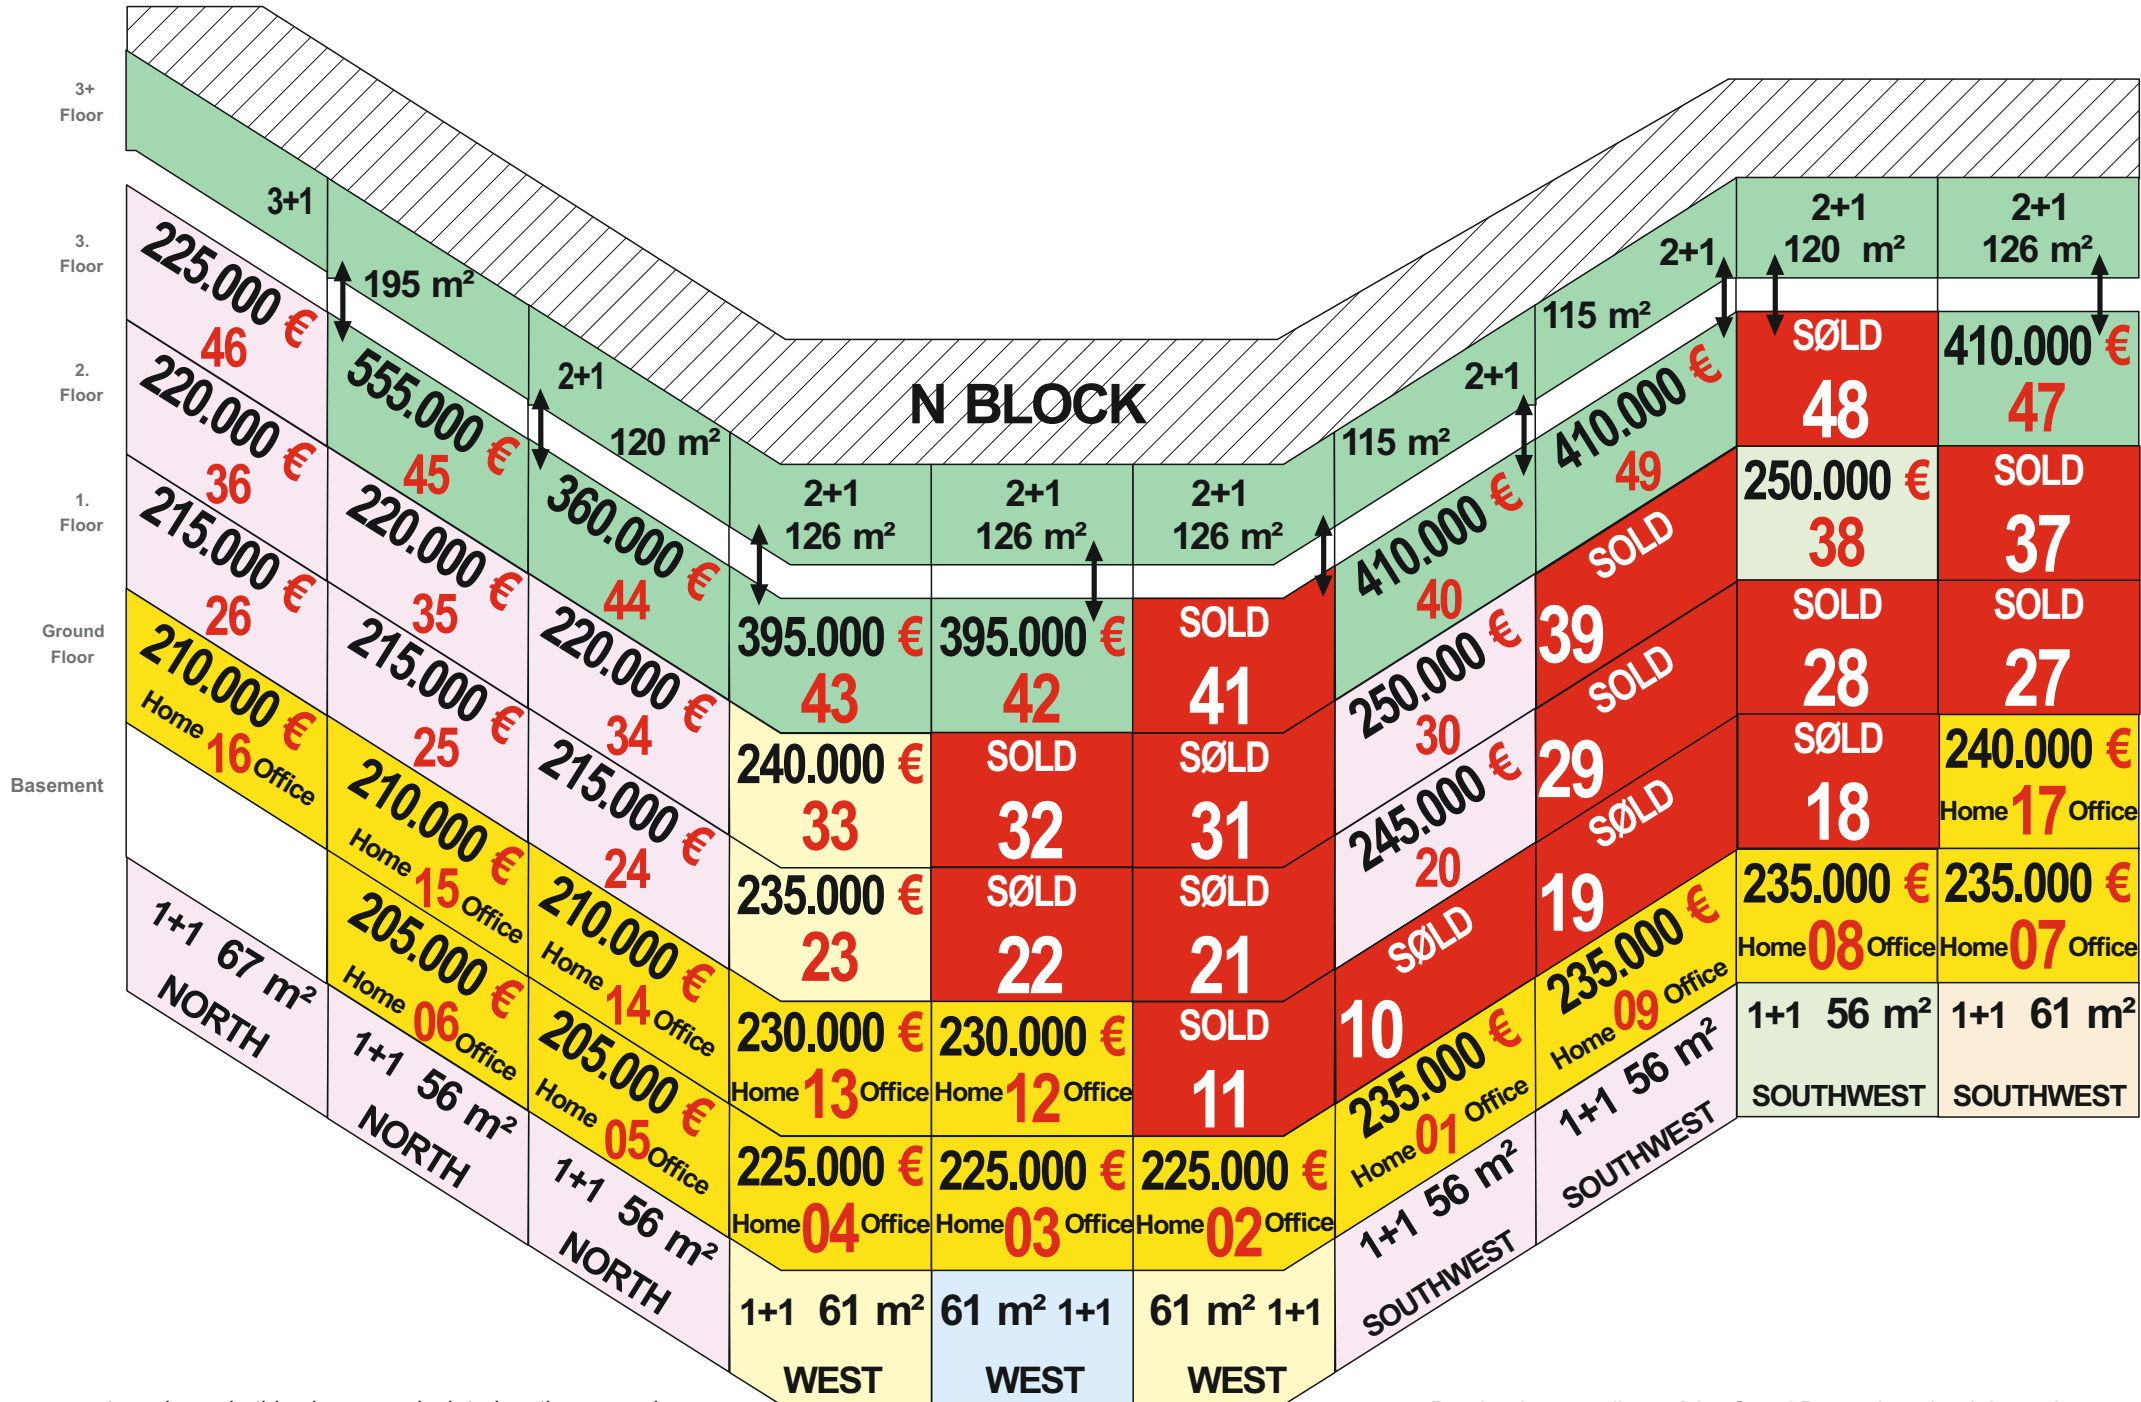 3+
Floor
3.
Floor
2.
Floor
1.
Floor
Ground
Floor
Basement
N BLOCK
3+1
195 m²
2+1
120 m²
2+1
126 m²
2+1
126 m²
2+1
126 m²
2+1
115 m²
2+1
115 m²
2+1
120 m²
2+1
126 m²
225.000 €
46
220.000 €
36
215.000 €
26
210.000 €
Home 16 Office
1+1 67 m²
NORTH
555.000 €
45
220.000 €
35
215.000 €
25
210.000 €
Home 15 Office
205.000 €
Home 06 Office
1+1 56 m²
NORTH
360.000 €
44
220.000 €
34
215.000 €
24
210.000 €
Home 14 Office
205.000 €
Home 05 Office
1+1 56 m²
NORTH
395.000 €
43
240.000 €
33
235.000 €
23
230.000 €
Home 13 Office
225.000 €
Home 04 Office
1+1 61 m²
WEST
395.000 €
42
SOLD
32
SØLD
22
230.000 €
Home 12 Office
225.000 €
Home 03 Office
61 m² 1+1
WEST
SOLD
41
SØLD
31
SØLD
21
SOLD
11
225.000 €
Home 02 Office
61 m² 1+1
WEST
410.000 €
40
250.000 €
30
245.000 €
20
SØLD
10
235.000 €
Home 01 Office
1+1 56 m²
SOUTHWEST
410.000 €
49
SOLD
39
SOLD
29
SØLD
19
235.000 €
Home 09 Office
1+1 56 m²
SOUTHWEST
SØLD
48
250.000 €
38
SOLD
28
SØLD
18
235.000 €
Home 08 Office
1+1 56 m²
SOUTHWEST
410.000 €
47
SOLD
37
SOLD
27
240.000 €
Home 17 Office
235.000 €
Home 07 Office
1+1 61 m²
SOUTHWEST